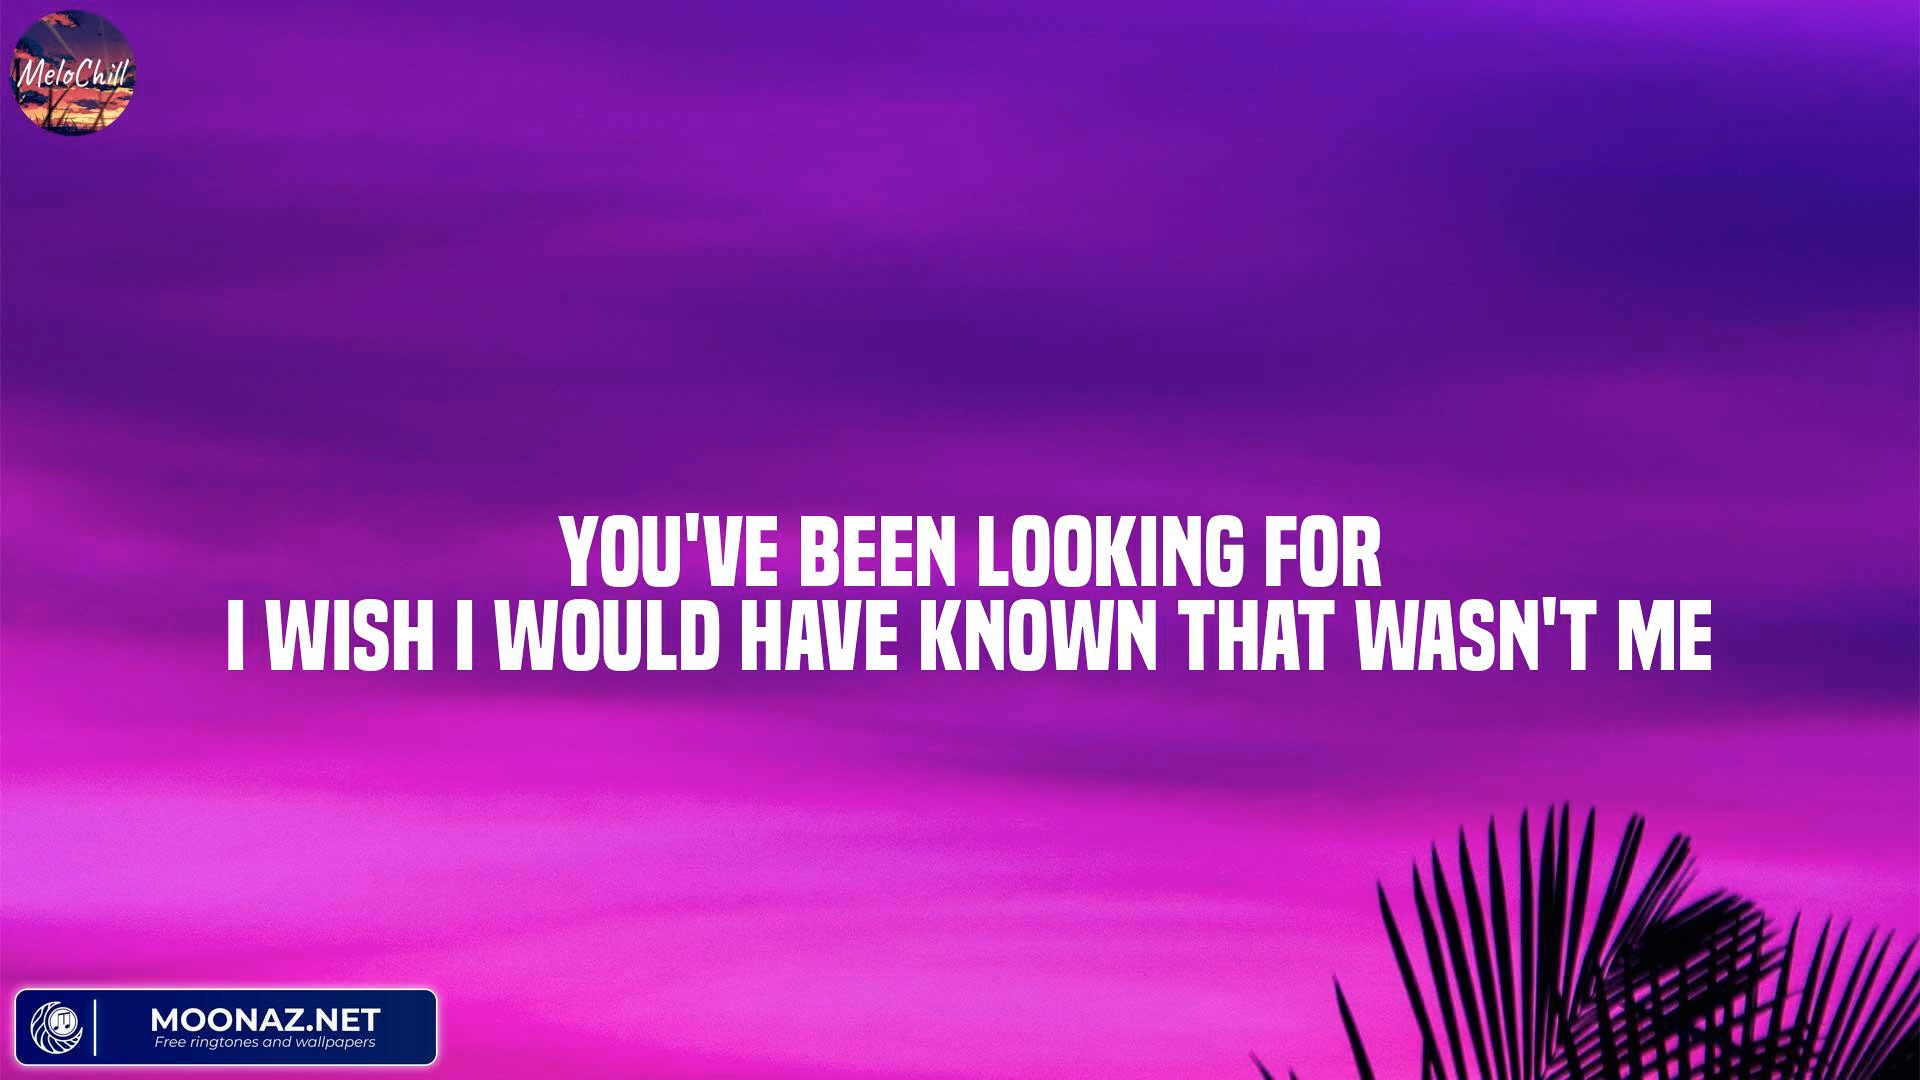 MeloChill
YOU'VE BEEN LOOKING FOR
I WISH I WOULD HAVE KNOWN THAT WASN'T ME
MOONAZ.NET
Free ringtones and wallpapers